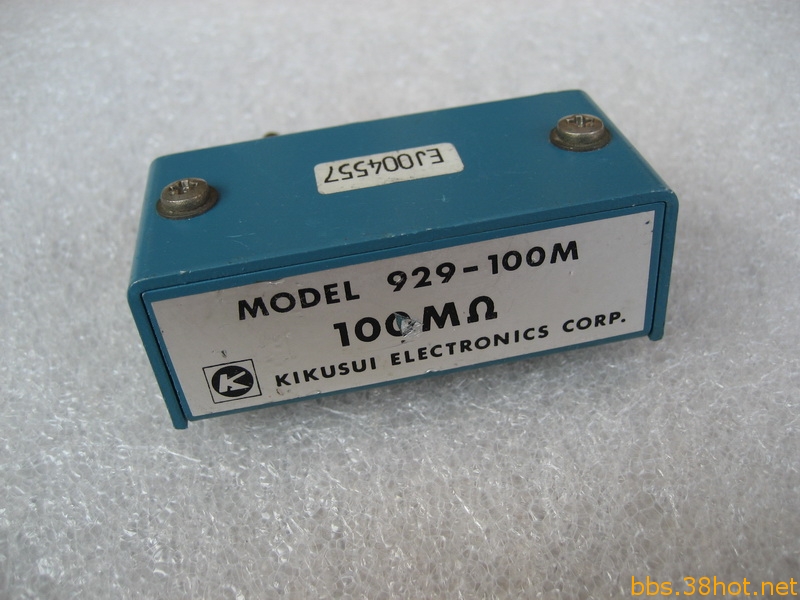 EJ004557
MODEL 929-100M
100MΩ
K KIKUSUI ELECTRONICS CORP.
bbs.38hot.net